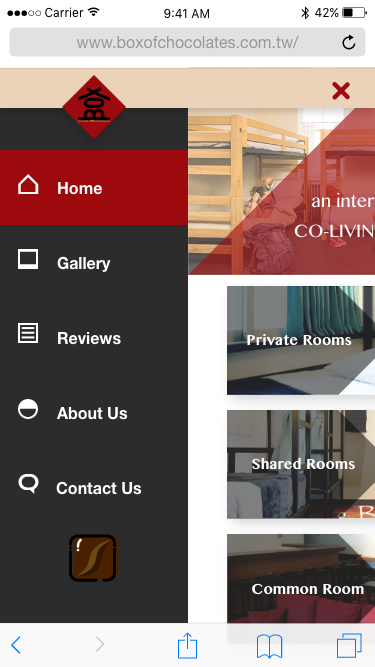 Carrier 9:41 AM 42%
www.boxofchocolates.com.tw/
BOX
Home
Gallery
Reviews
About Us
Contact Us
an inter
CO-LIVIN
Private Rooms
Shared Rooms
Common Room